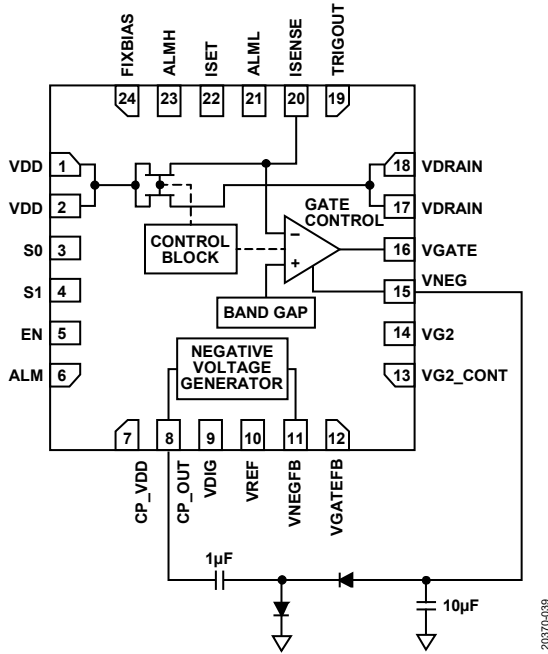 FIXBIAS
ALMH
ISET
ALML
ISENSE
TRIGOUT
24
23
22
21
20
19
VDD
1
VDD
2
S0
3
S1
4
EN
5
ALM
6
18
VDRAIN
17
VDRAIN
16
VGATE
15
VNEG
14
VG2
13
VG2_CONT
GATE
CONTROL
–
+
CONTROL
BLOCK
BAND GAP
NEGATIVE
VOLTAGE
GENERATOR
7
8
9
10
11
12
CP_VDD
CP_OUT
VDIG
VREF
VNEGFB
VGATEFB
1µF
10µF
20370-039